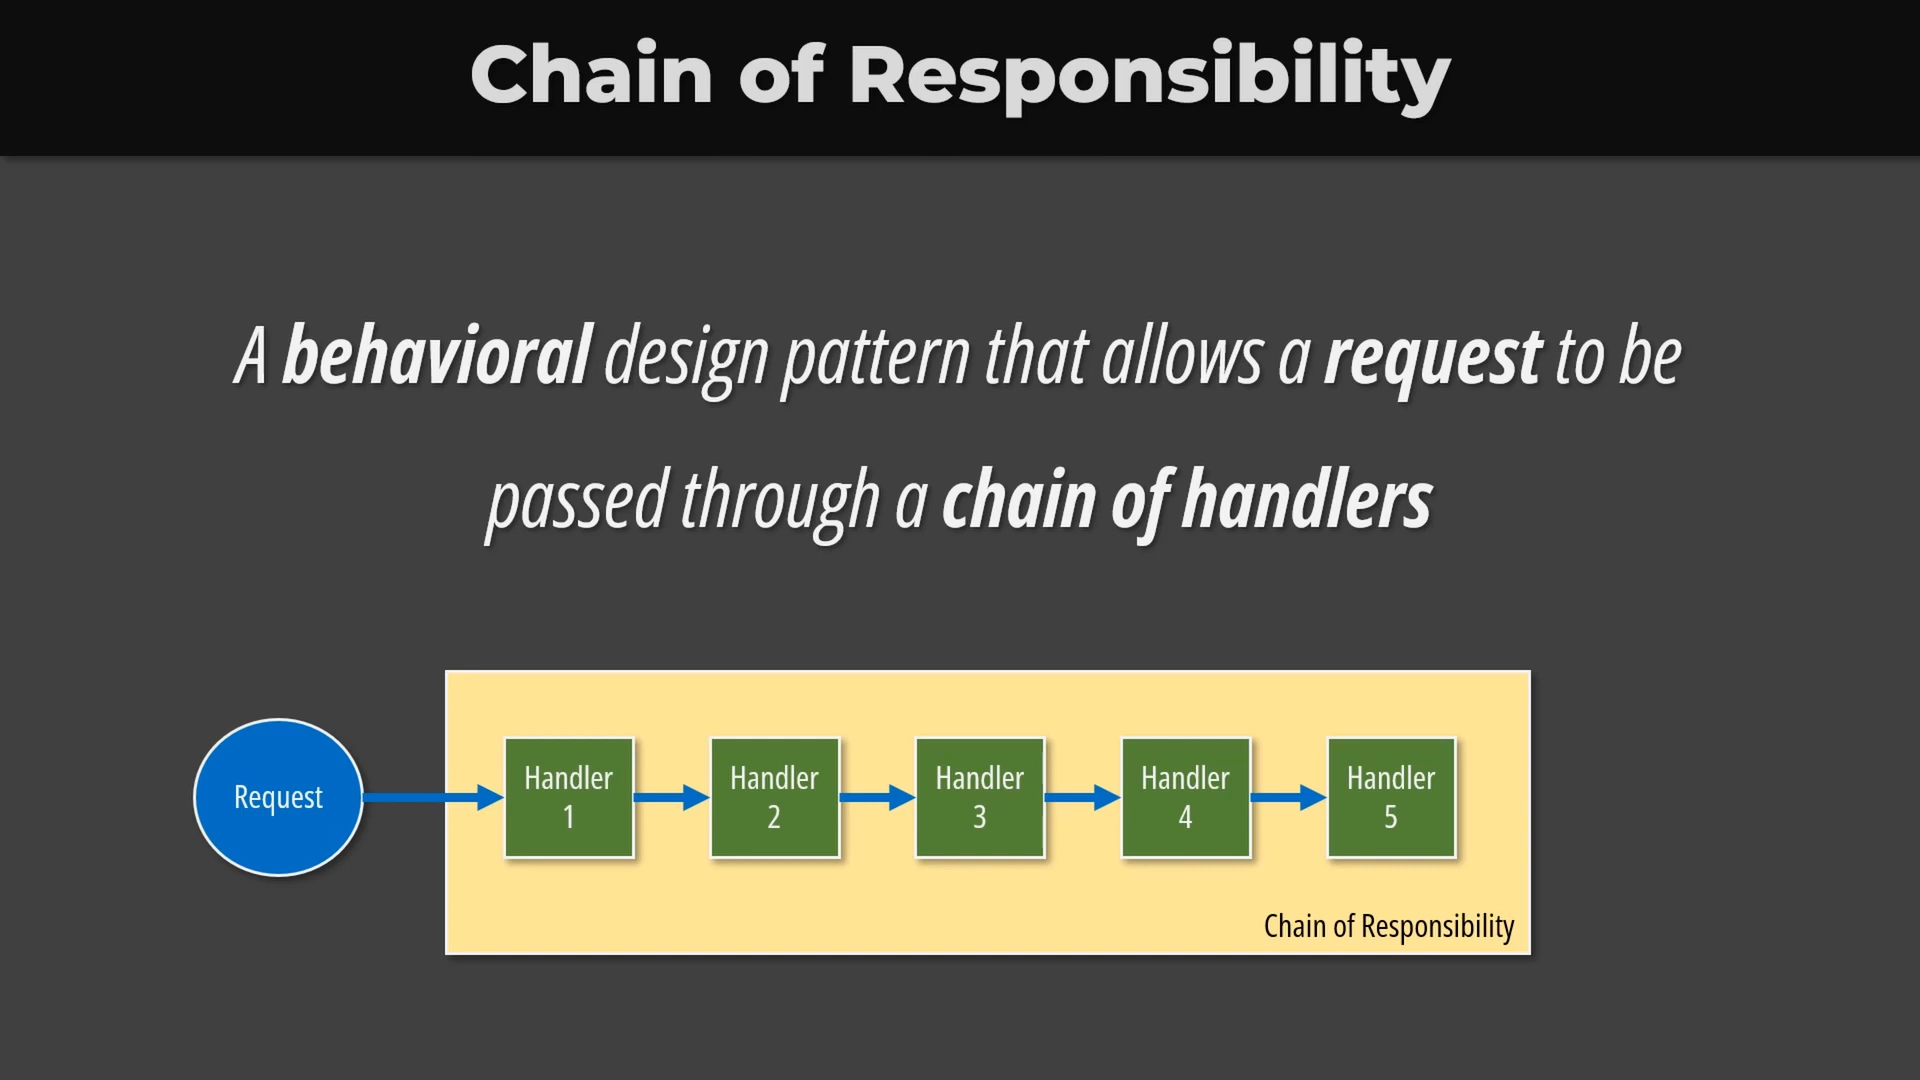 Chain of Responsibility
A behavioral design pattern that allows a request to be
passed through a chain of handlers
Request
Handler
1
Handler
2
Handler
3
Handler
4
Handler
5
Chain of Responsibility